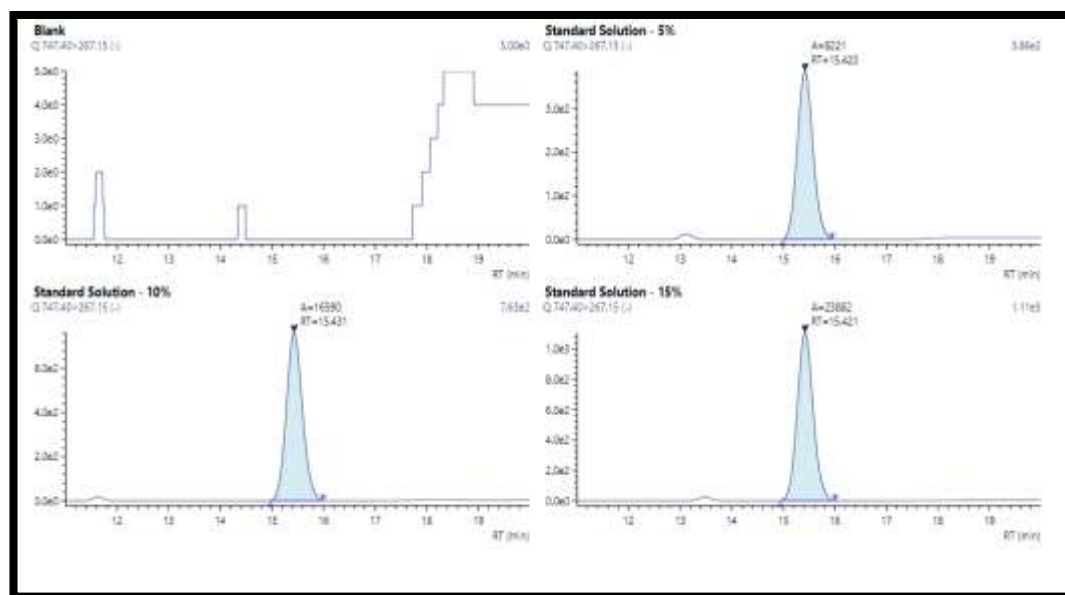 Blank
Q 747.40>267.15 (-) 5.00e0
5.0e0
4.0e0
3.0e0
2.0e0
1.0e0
0.0e0
12 13 14 15 16 17 18 19
RT (min)
Standard Solution - 5%
Q 747.40>267.15 (-) 3.86e2
A=8221
RT=15.423
3.0e2
2.0e2
1.0e2
0.0e0
12 13 14 15 16 17 18 19
RT (min)
Standard Solution - 10%
Q 747.40>267.15 (-) 7.63e2
A=16590
RT=15.431
6.0e2
4.0e2
2.0e2
0.0e0
12 13 14 15 16 17 18 19
RT (min)
Standard Solution - 15%
Q 747.40>267.15 (-) 1.11e3
A=23882
RT=15.421
1.0e3
8.0e2
6.0e2
4.0e2
2.0e2
0.0e0
12 13 14 15 16 17 18 19
RT (min)